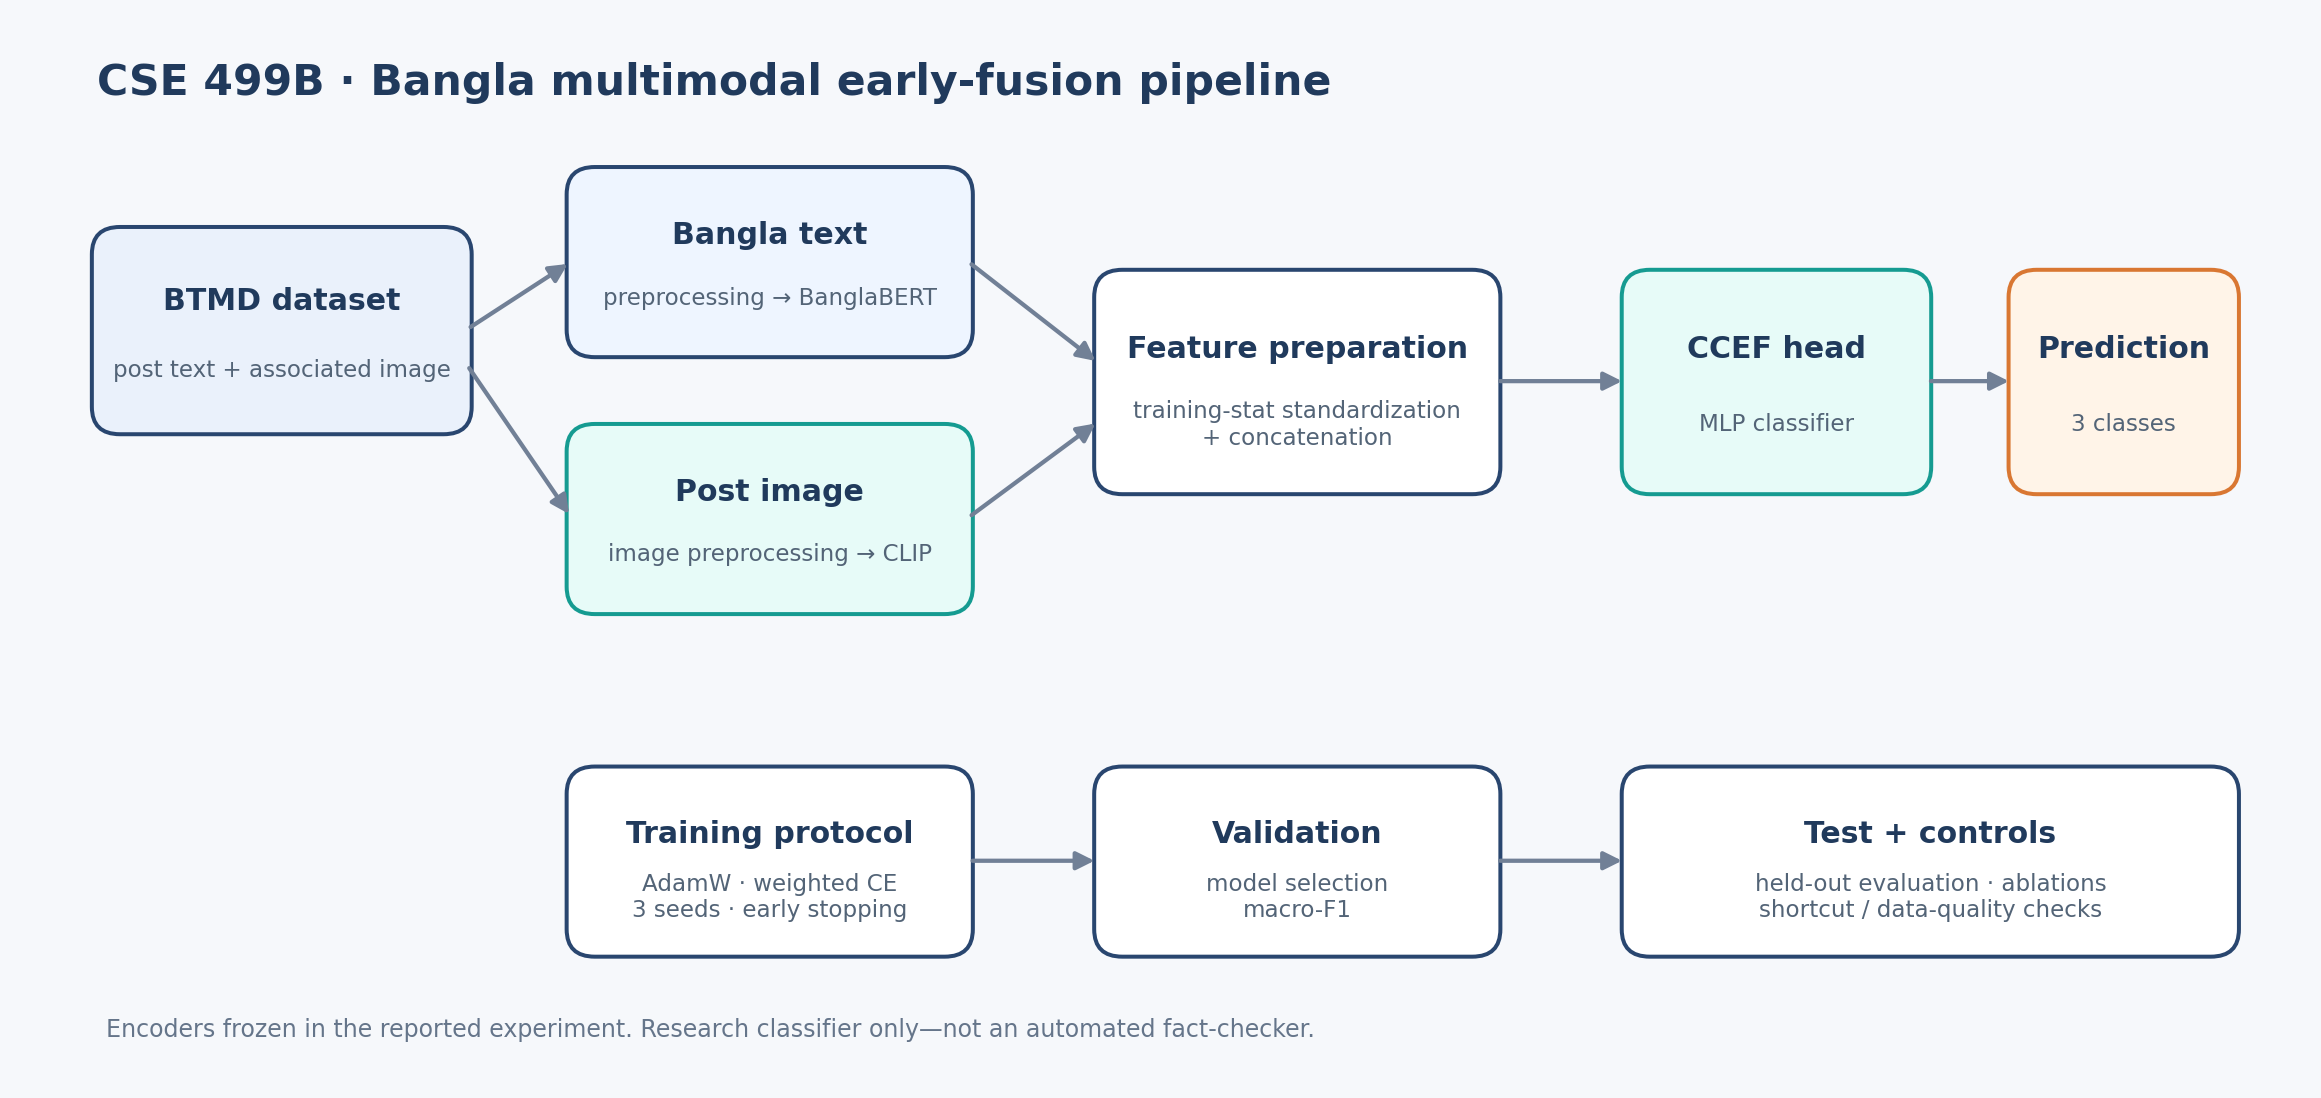 CSE 499B · Bangla multimodal early-fusion pipeline
BTMD dataset
post text + associated image
Bangla text
preprocessing → BanglaBERT
Post image
image preprocessing → CLIP
Feature preparation
training-stat standardization
+ concatenation
CCEF head
MLP classifier
Prediction
3 classes
Training protocol
AdamW · weighted CE
3 seeds · early stopping
Validation
model selection
macro-F1
Test + controls
held-out evaluation · ablations
shortcut / data-quality checks
Encoders frozen in the reported experiment. Research classifier only—not an automated fact-checker.